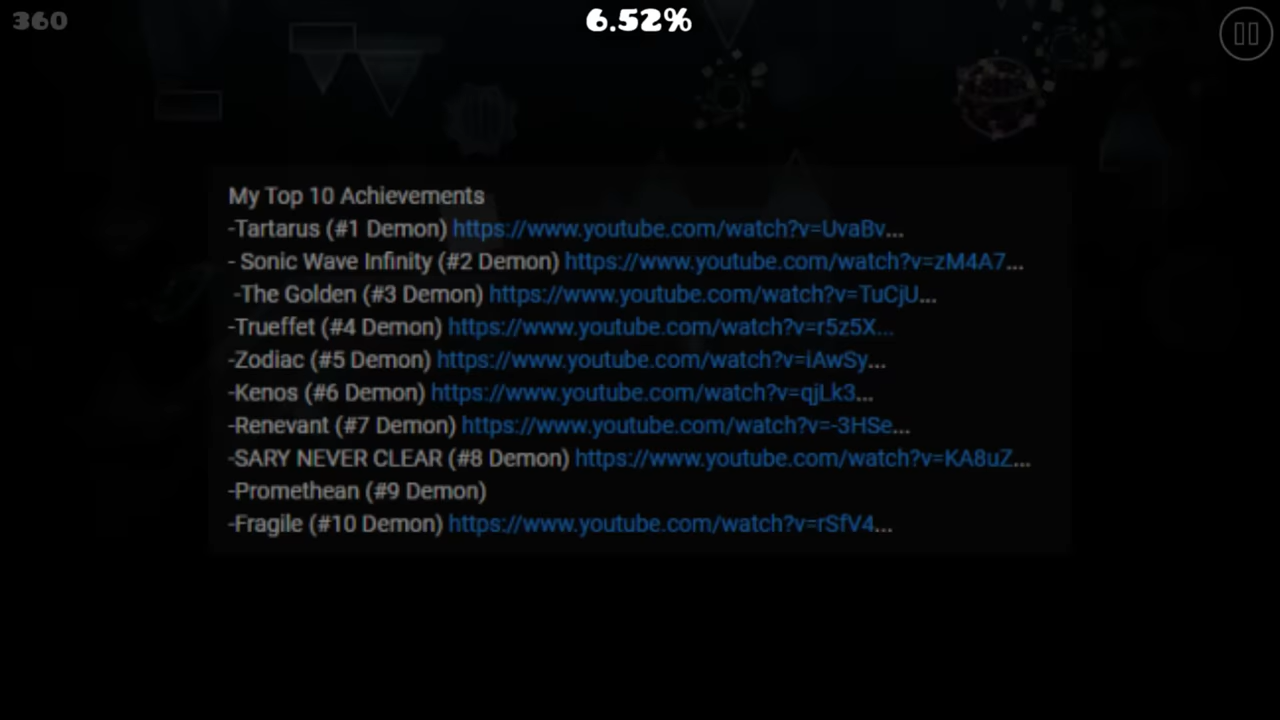 360
6.52%
My Top 10 Achievements
-Tartarus (#1 Demon) https://www.youtube.com/watch?v=UvaBv...
- Sonic Wave Infinity (#2 Demon) https://www.youtube.com/watch?v=zM4A7...
-The Golden (#3 Demon) https://www.youtube.com/watch?v=TuCjU...
-Trueffet (#4 Demon) https://www.youtube.com/watch?v=r5z5X...
-Zodiac (#5 Demon) https://www.youtube.com/watch?v=iAwSy...
-Kenos (#6 Demon) https://www.youtube.com/watch?v=qjLk3...
-Renevant (#7 Demon) https://www.youtube.com/watch?v=-3HSe...
-SARY NEVER CLEAR (#8 Demon) https://www.youtube.com/watch?v=KA8uZ...
-Promethean (#9 Demon)
-Fragile (#10 Demon) https://www.youtube.com/watch?v=rSfV4...